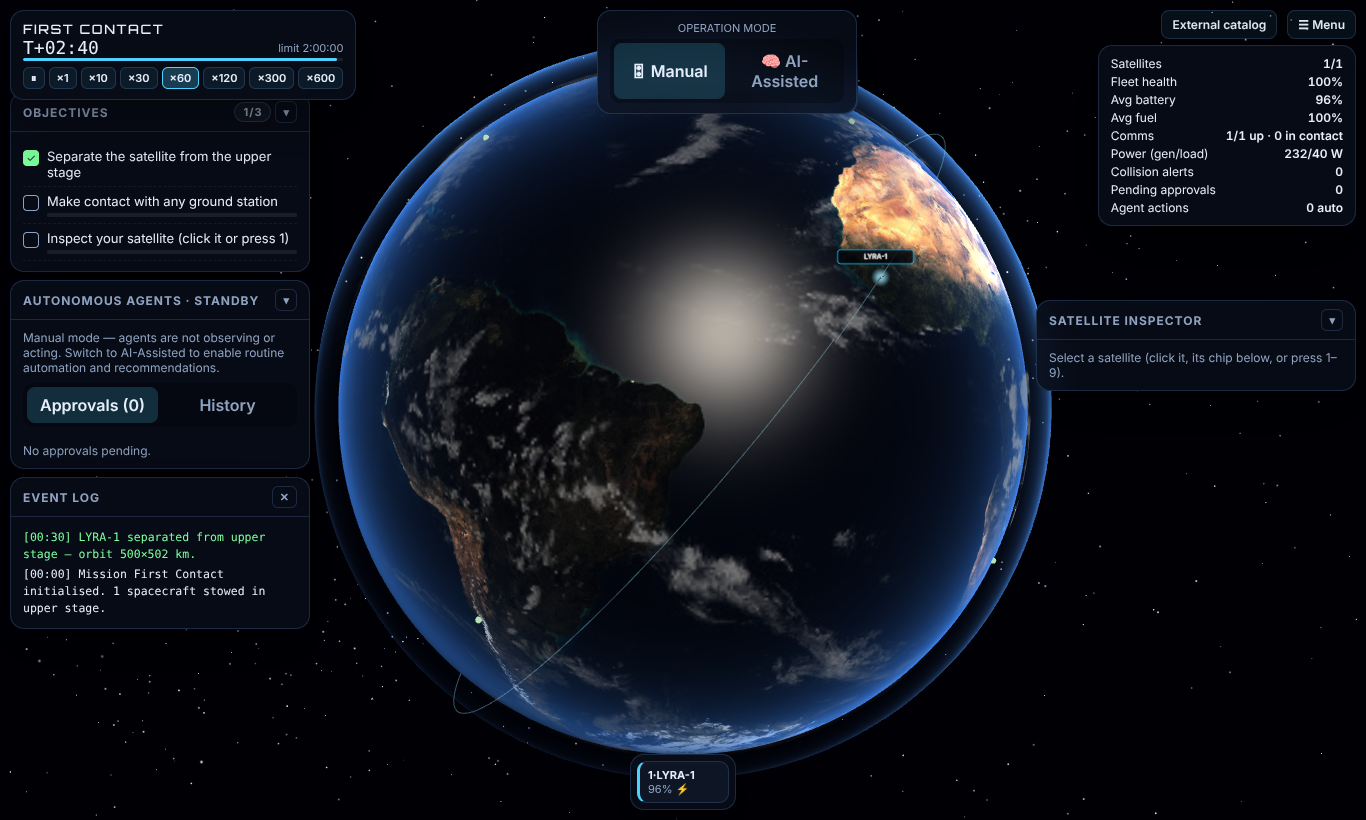 FIRST CONTACT
T+02:40
limit 2:00:00
⏸ ×1 ×10 ×30 ×60 ×120 ×300 ×600
OBJECTIVES 1/3 ▾
Separate the satellite from the upper
stage
Make contact with any ground station
Inspect your satellite (click it or press 1)
AUTONOMOUS AGENTS · STANDBY ▾
Manual mode — agents are not observing or
acting. Switch to AI-Assisted to enable routine
automation and recommendations.
Approvals (0) History
No approvals pending.
EVENT LOG ✕
[00:30] LYRA-1 separated from upper
stage — orbit 500×502 km.
[00:00] Mission First Contact
initialised. 1 spacecraft stowed in
upper stage.
OPERATION MODE
🎛 Manual
🧠 AI-
Assisted
LYRA-1
1·LYRA-1
96% ⚡
External catalog ☰ Menu
Satellites 1/1
Fleet health 100%
Avg battery 96%
Avg fuel 100%
Comms 1/1 up · 0 in contact
Power (gen/load) 232/40 W
Collision alerts 0
Pending approvals 0
Agent actions 0 auto
SATELLITE INSPECTOR ▾
Select a satellite (click it, its chip below, or press 1–
9).